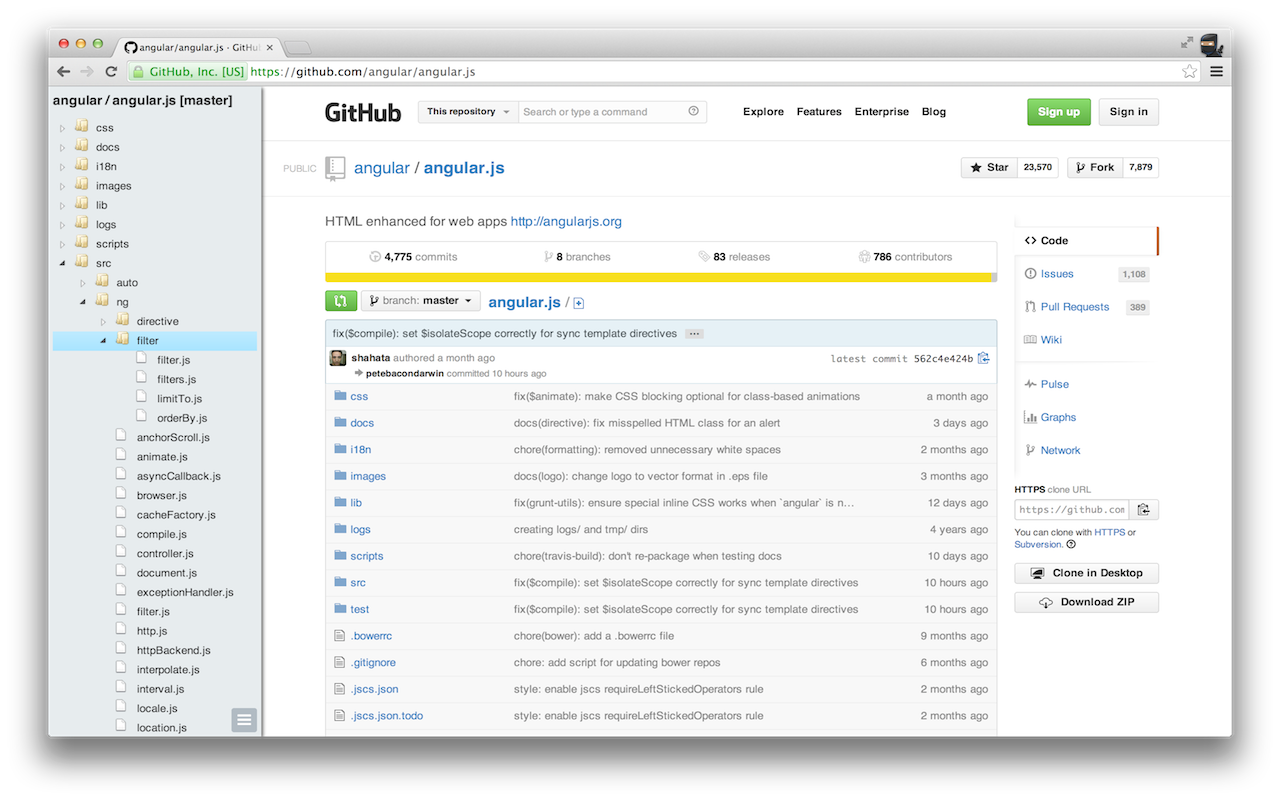 angular/angular.js - GitHu
GitHub, Inc. [US] https://github.com/angular/angular.js
angular / angular.js [master]
css
docs
i18n
images
lib
logs
scripts
src
auto
ng
directive
filter
filter.js
filters.js
limitTo.js
orderBy.js
anchorScroll.js
animate.js
asyncCallback.js
browser.js
cacheFactory.js
compile.js
controller.js
document.js
exceptionHandler.js
filter.js
http.js
httpBackend.js
interpolate.js
interval.js
locale.js
location.js
GitHub This repository Search or type a command Explore Features Enterprise Blog Sign up Sign in
PUBLIC angular / angular.js Star 23,570 Fork 7,879
HTML enhanced for web apps http://angularjs.org
4,775 commits 8 branches 83 releases 786 contributors
branch: master angular.js /
fix($compile): set $isolateScope correctly for sync template directives ...
shahata authored a month ago latest commit 562c4e424b
petebacondarwin committed 10 hours ago
css fix($animate): make CSS blocking optional for class-based animations a month ago
docs docs(directive): fix misspelled HTML class for an alert 3 days ago
i18n chore(formatting): removed unnecessary white spaces 2 months ago
images docs(logo): change logo to vector format in .eps file 3 months ago
lib fix(grunt-utils): ensure special inline CSS works when `angular` is n… 12 days ago
logs creating logs/ and tmp/ dirs 4 years ago
scripts chore(travis-build): don't re-package when testing docs 10 days ago
src fix($compile): set $isolateScope correctly for sync template directives 10 hours ago
test fix($compile): set $isolateScope correctly for sync template directives 10 hours ago
.bowerrc chore(bower): add a .bowerrc file 9 months ago
.gitignore chore: add script for updating bower repos 6 months ago
.jscs.json style: enable jscs requireLeftStickedOperators rule 2 months ago
.jscs.json.todo style: enable jscs requireLeftStickedOperators rule 2 months ago
Code
Issues 1,108
Pull Requests 389
Wiki
Pulse
Graphs
Network
HTTPS clone URL
https://github.com
You can clone with HTTPS or
Subversion.
Clone in Desktop
Download ZIP